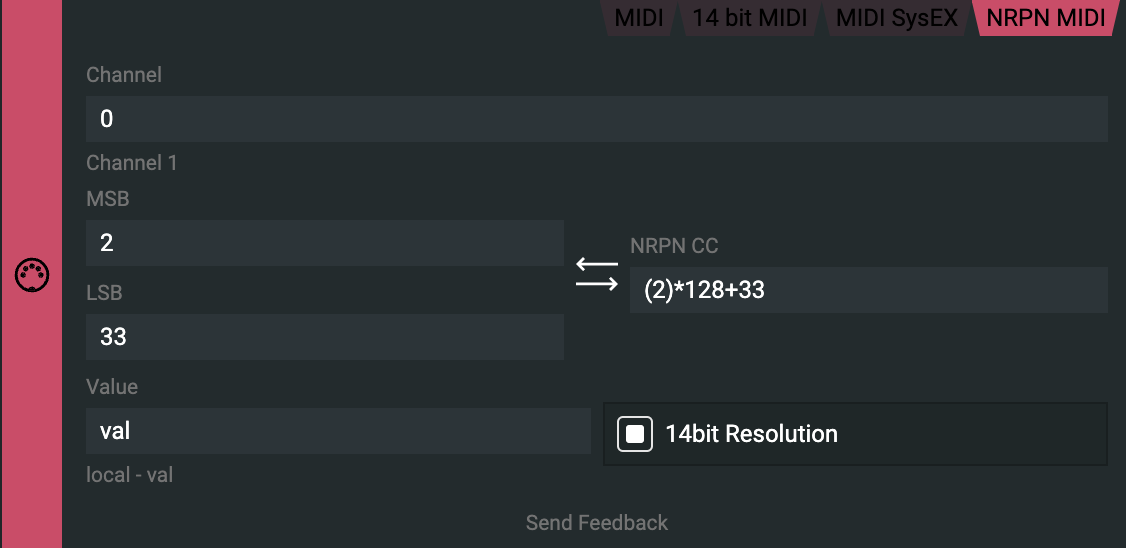 MIDI
14 bit MIDI
MIDI SysEX
NRPN MIDI
Channel
0
Channel 1
MSB
2
NRPN CC
(2)*128+33
LSB
33
Value
val
14bit Resolution
local - val
Send Feedback